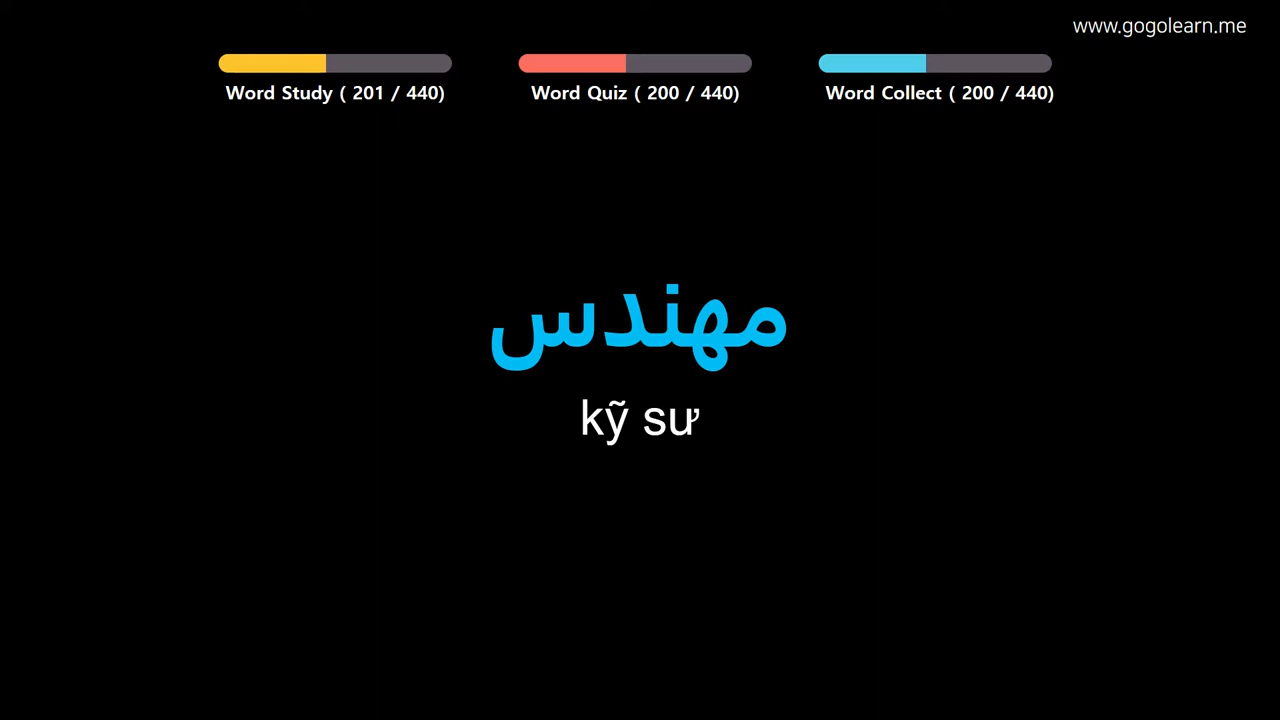 www.gogolearn.me
Word Study ( 201 / 440)
Word Quiz ( 200 / 440)
Word Collect ( 200 / 440)
مهندس
kỹ sư